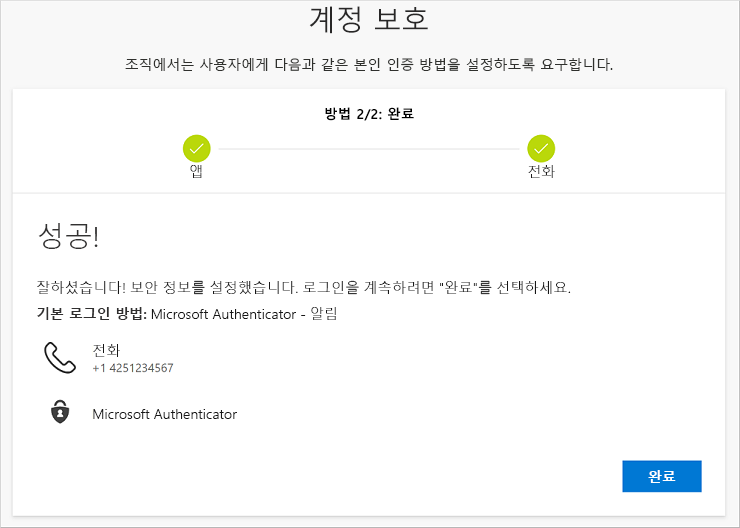 계정 보호
조직에서는 사용자에게 다음과 같은 본인 인증 방법을 설정하도록 요구합니다.
방법 2/2: 완료
앱
전화
성공!
잘하셨습니다! 보안 정보를 설정했습니다. 로그인을 계속하려면 "완료"를 선택하세요.
기본 로그인 방법: Microsoft Authenticator - 알림
전화
+1 4251234567
Microsoft Authenticator
완료